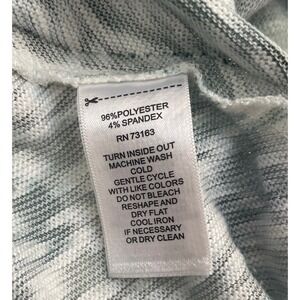 96%POLYESTER
4% SPANDEX
RN 73163
TURN INSIDE OUT
MACHINE WASH
COLD
GENTLE CYCLE
WITH LIKE COLORS
DO NOT BLEACH
RESHAPE AND
DRY FLAT
COOL IRON
IF NECESSARY
OR DRY CLEAN